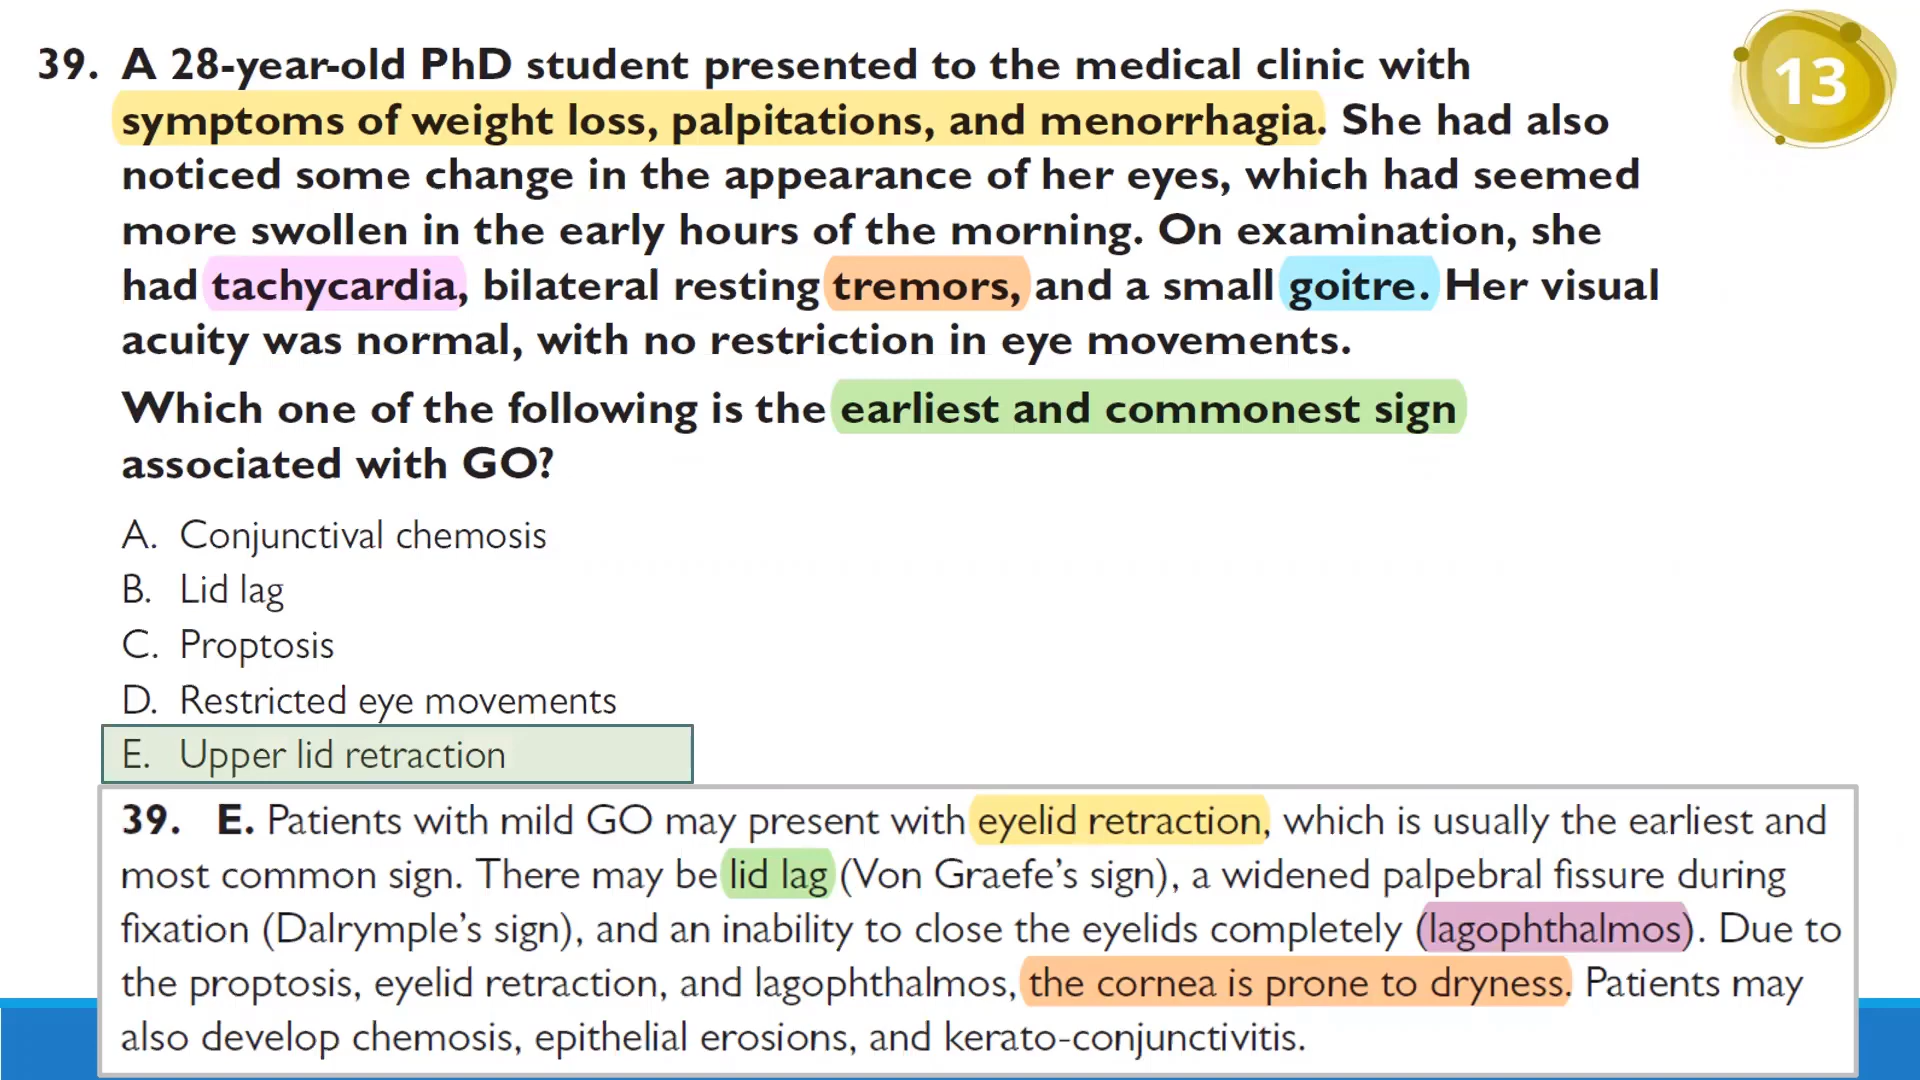 39. A 28-year-old PhD student presented to the medical clinic with
symptoms of weight loss, palpitations, and menorrhagia. She had also
noticed some change in the appearance of her eyes, which had seemed
more swollen in the early hours of the morning. On examination, she
had tachycardia, bilateral resting tremors, and a small goitre. Her visual
acuity was normal, with no restriction in eye movements.
13
Which one of the following is the earliest and commonest sign
associated with GO?
A. Conjunctival chemosis
B. Lid lag
C. Proptosis
D. Restricted eye movements
E. Upper lid retraction
39. E. Patients with mild GO may present with eyelid retraction, which is usually the earliest and
most common sign. There may be lid lag (Von Graefe's sign), a widened palpebral fissure during
fixation (Dalrymple's sign), and an inability to close the eyelids completely (lagophthalmos). Due to
the proptosis, eyelid retraction, and lagophthalmos, the cornea is prone to dryness. Patients may
also develop chemosis, epithelial erosions, and kerato-conjunctivitis.